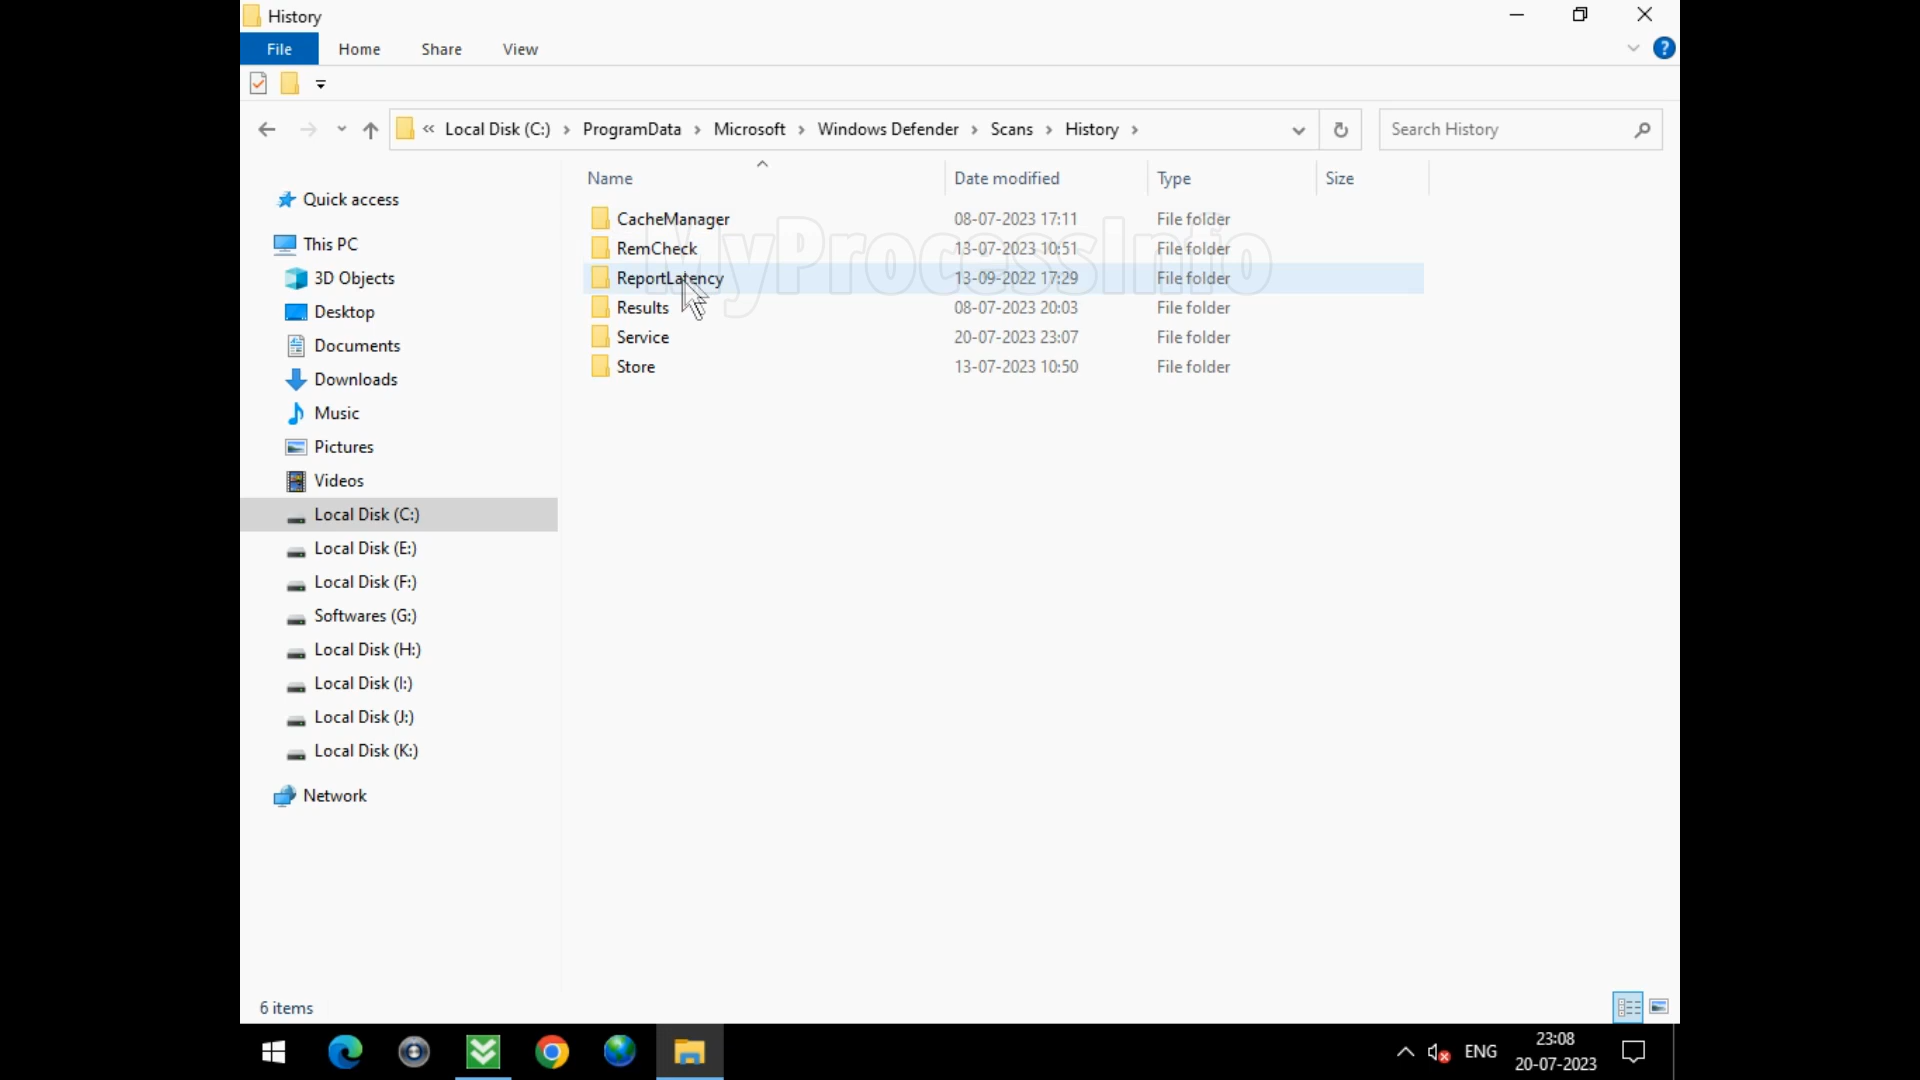 History
File Home Share View
« Local Disk (C:) › ProgramData › Microsoft › Windows Defender › Scans › History › Search History
Name Date modified Type Size
CacheManager 08-07-2023 17:11 File folder
RemCheck 13-07-2023 10:51 File folder
ReportLatency 13-09-2022 17:29 File folder
Results 08-07-2023 20:03 File folder
Service 20-07-2023 23:07 File folder
Store 13-07-2023 10:50 File folder
MyProcessInfo
Quick access
This PC
3D Objects
Desktop
Documents
Downloads
Music
Pictures
Videos
Local Disk (C:)
Local Disk (E:)
Local Disk (F:)
Softwares (G:)
Local Disk (H:)
Local Disk (I:)
Local Disk (J:)
Local Disk (K:)
Network
6 items
ENG 23:08
20-07-2023